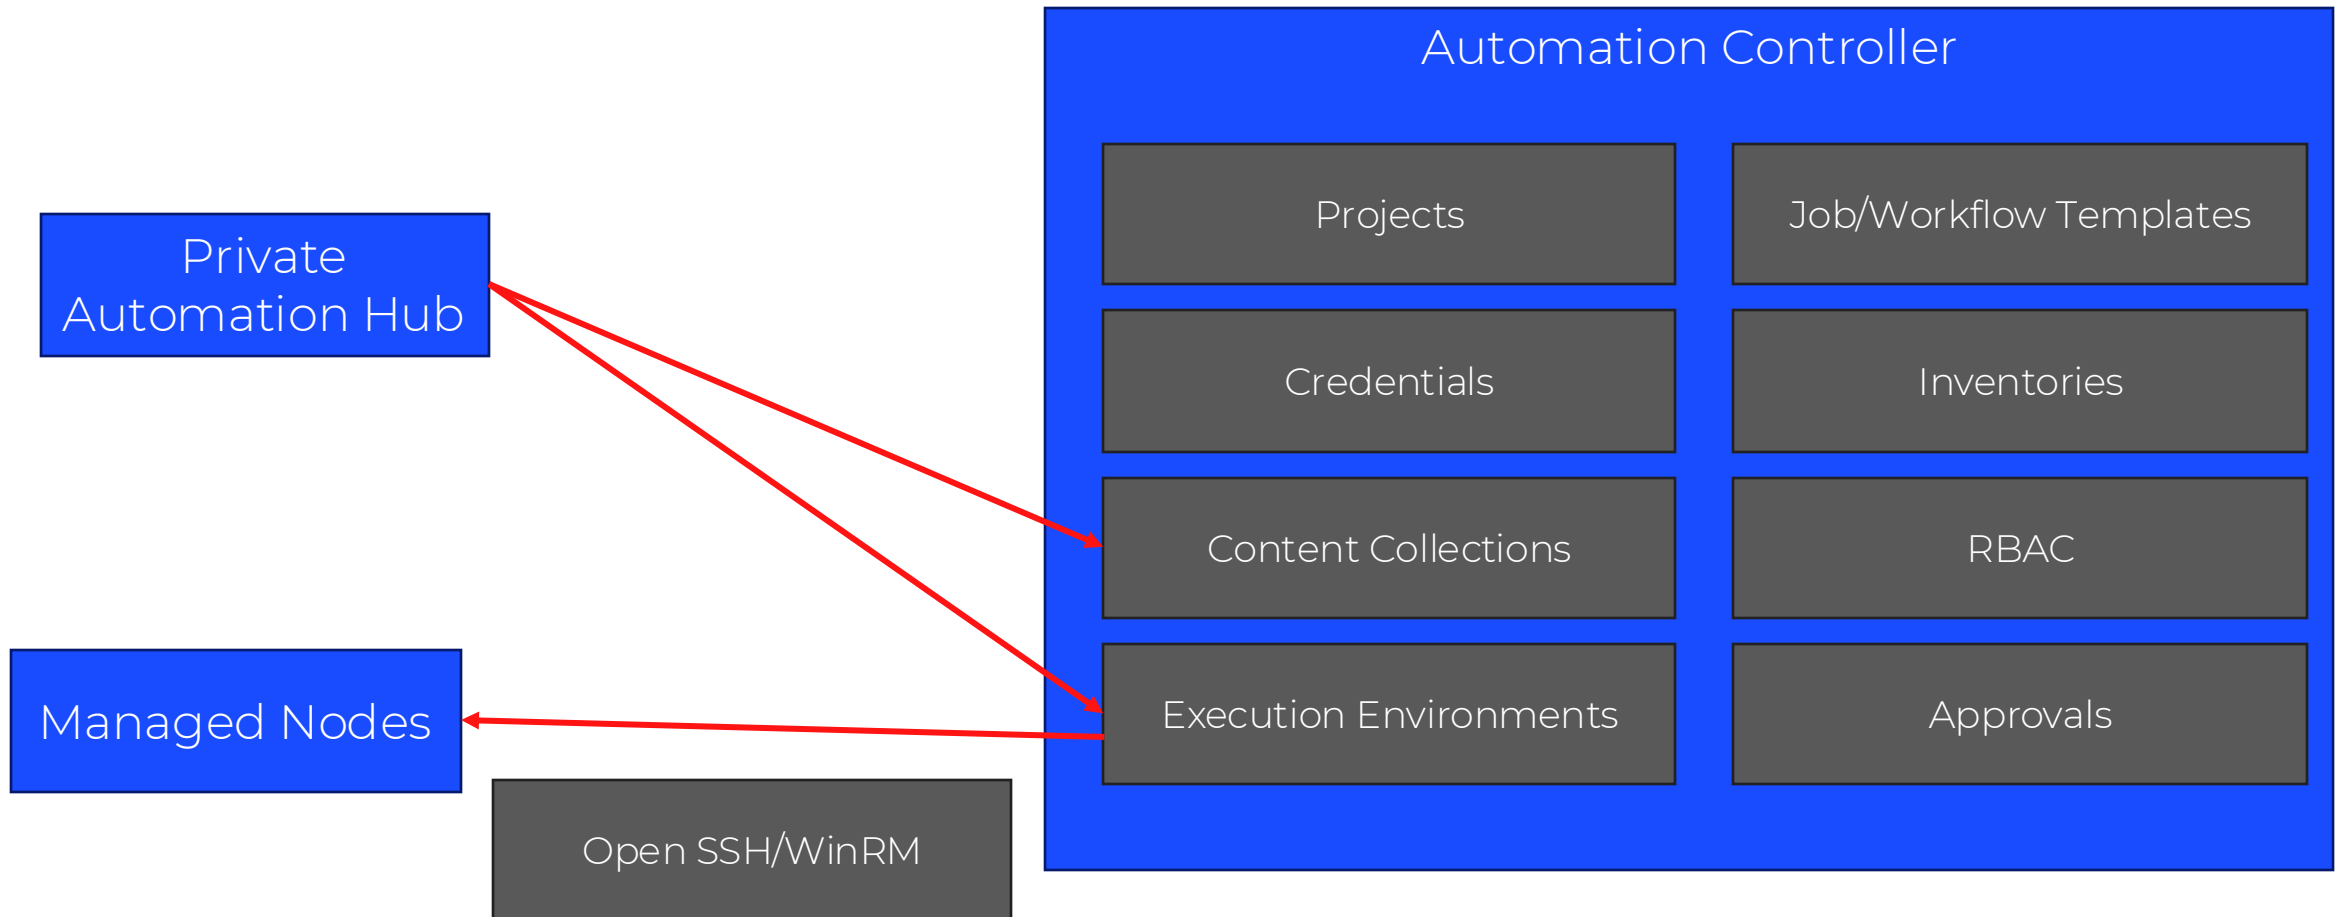 Automation Controller
Projects
Job/Workflow Templates
Private
Automation Hub
Credentials
Inventories
Content Collections
RBAC
Managed Nodes
Execution Environments
Approvals
Open SSH/WinRM